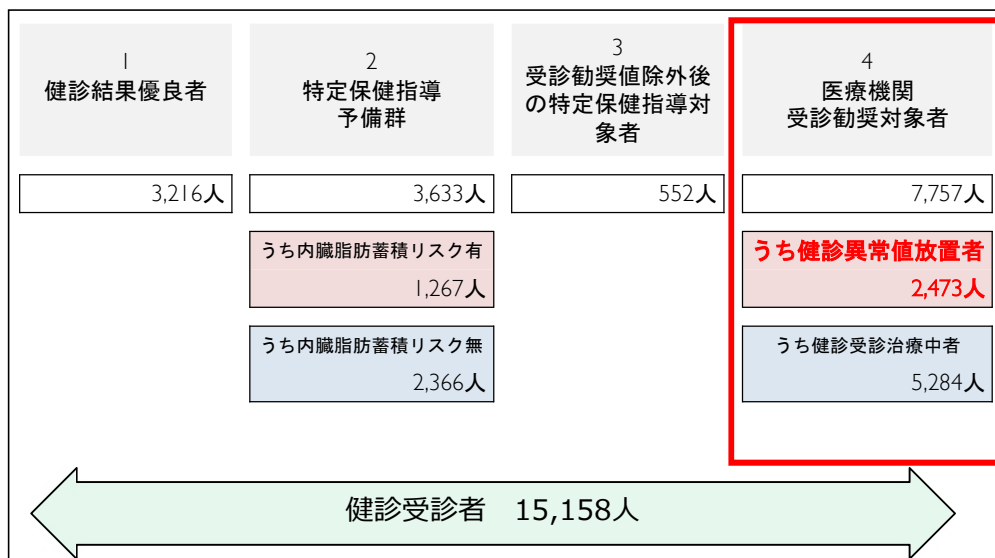 1
健診結果優良者
3,216人
2
特定保健指導
予備群
3,633人
うち内臓脂肪蓄積リスク有
1,267人
うち内臓脂肪蓄積リスク無
2,366人
3
受診勧奨値除外後
の特定保健指導対
象者
552人
4
医療機関
受診勧奨対象者
7,757人
うち健診異常値放置者
2,473人
うち健診受診治療中者
5,284人
健診受診者 15,158人